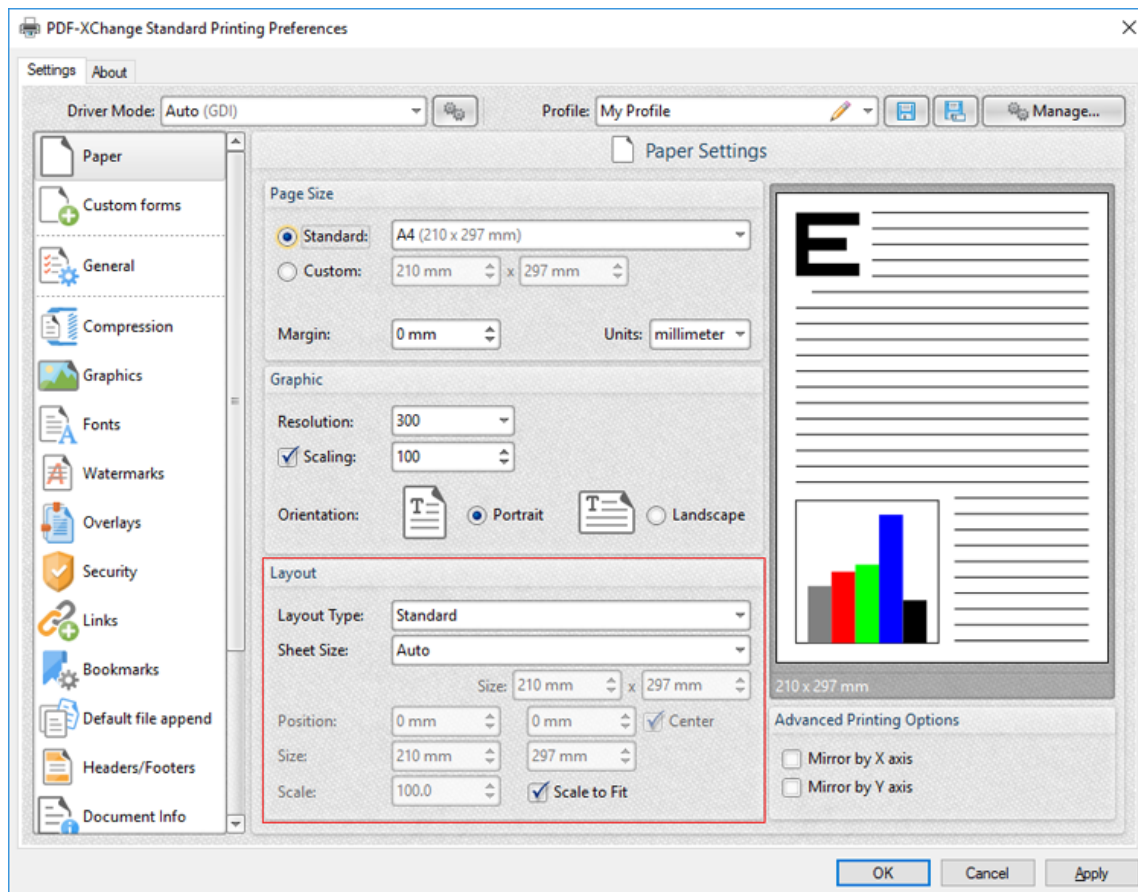 PDF-XChange Standard Printing Preferences
Settings About
Driver Mode: Auto (GDI) Profile: My Profile Manage...
Paper
Custom forms
General
Compression
Graphics
Fonts
Watermarks
Overlays
Security
Links
Bookmarks
Default file append
Headers/Footers
Document Info
Paper Settings
Page Size
Standard: A4 (210 x 297 mm)
Custom: 210 mm x 297 mm
Margin: 0 mm Units: millimeter
Graphic
Resolution: 300
Scaling: 100
Orientation: T Portrait T Landscape
Layout
Layout Type: Standard
Sheet Size: Auto
Size: 210 mm x 297 mm
Position: 0 mm 0 mm Center
Size: 210 mm 297 mm
Scale: 100.0 Scale to Fit
E
210 x 297 mm
Advanced Printing Options
Mirror by X axis
Mirror by Y axis
OK Cancel Apply